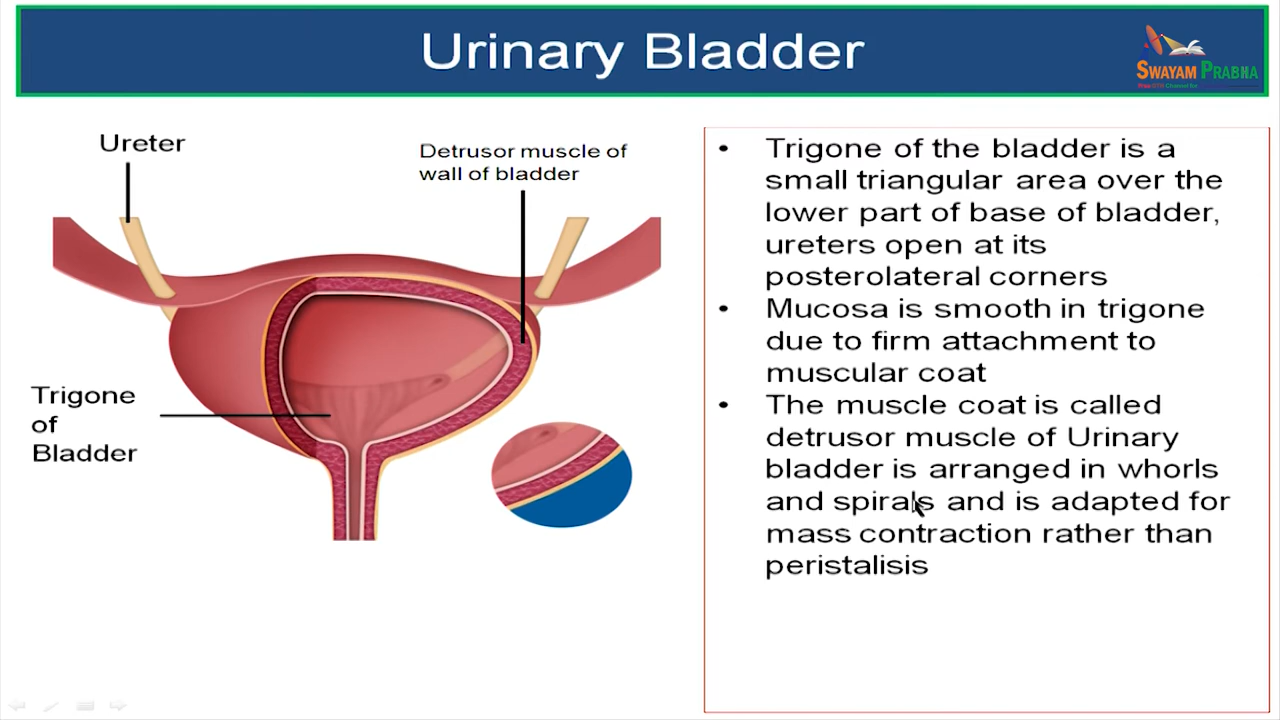 Urinary Bladder
SWAYAM PRABHA
Ureter
Detrusor muscle of
wall of bladder
Trigone
of
Bladder
• Trigone of the bladder is a
small triangular area over the
lower part of base of bladder,
ureters open at its
posterolateral corners
• Mucosa is smooth in trigone
due to firm attachment to
muscular coat
• The muscle coat is called
detrusor muscle of Urinary
bladder is arranged in whorls
and spirals and is adapted for
mass contraction rather than
peristalisis